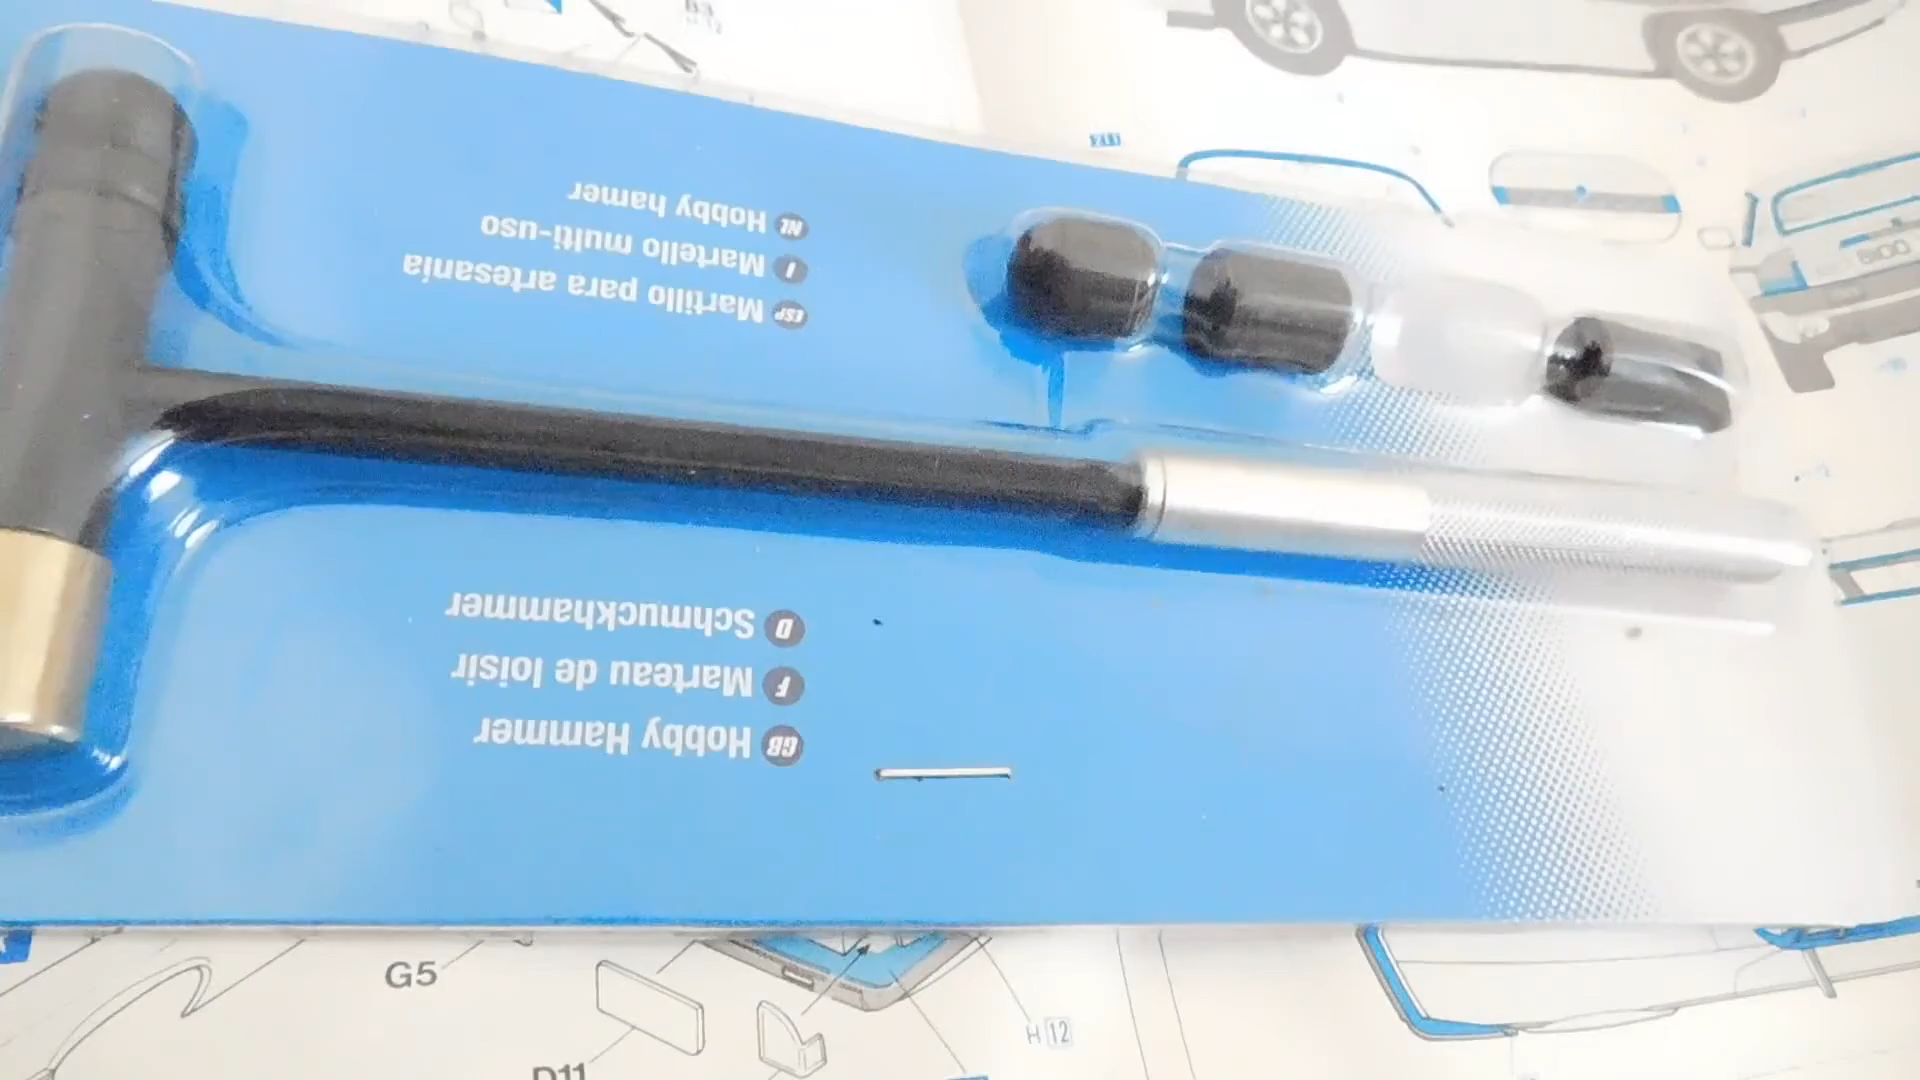 GB Hobby Hammer
F Marteau de loisir
D Schmuckhammer
ESP Martillo para artesanía
I Martello multi-uso
NL Hobby hamer
G5
D11
H 12